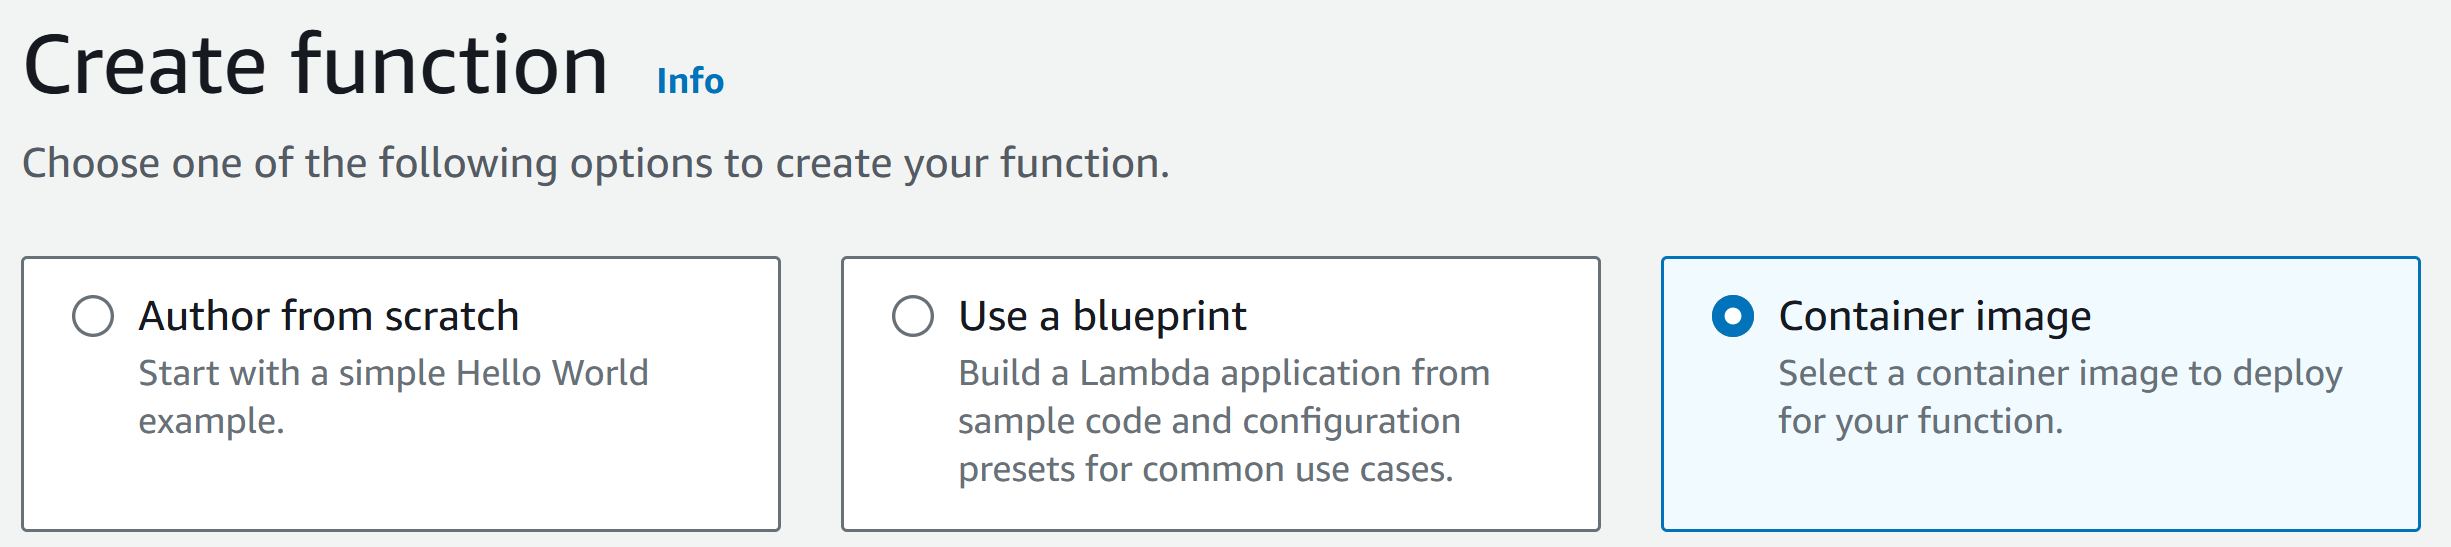 Create function Info
Choose one of the following options to create your function.
Author from scratch
Start with a simple Hello World
example.
Use a blueprint
Build a Lambda application from
sample code and configuration
presets for common use cases.
Container image
Select a container image to deploy
for your function.